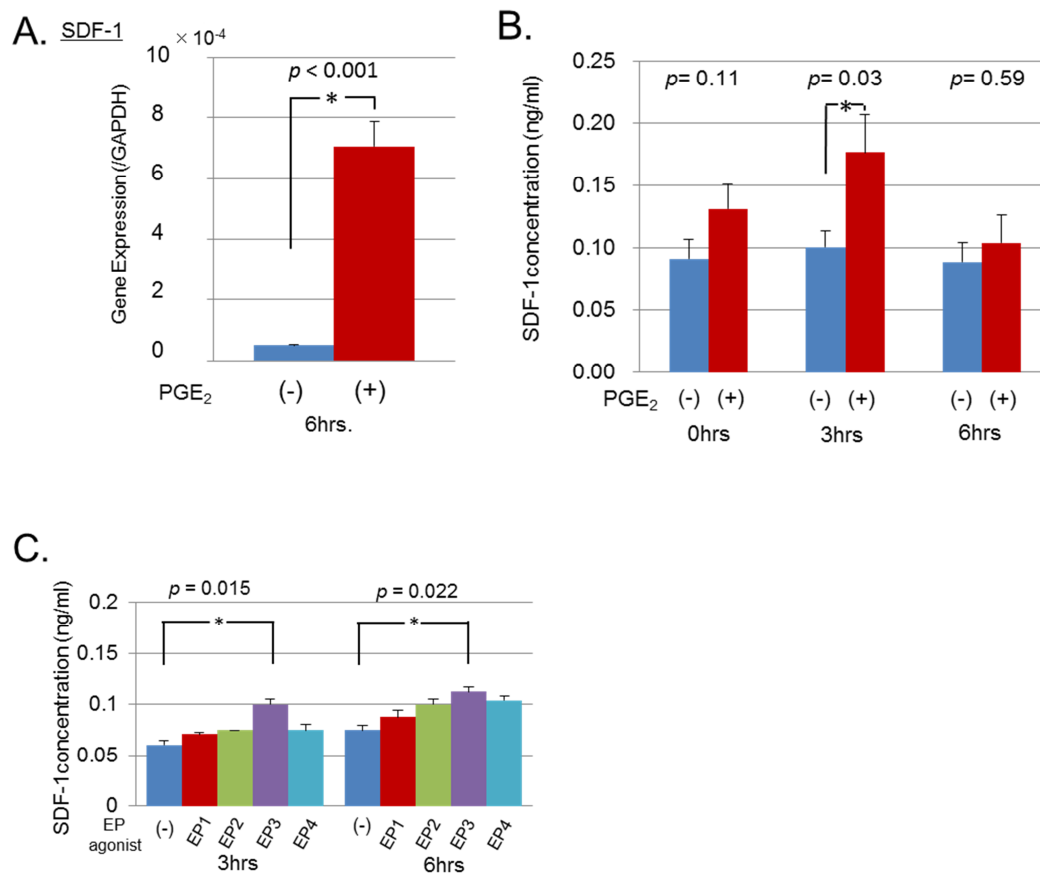 A. SDF-1
× 10-4
10
8
6
4
2
0
Gene Expression(/GAPDH)
p < 0.001
*
PGE2 (-) (+)
6hrs.
B.
0.25
0.20
0.15
0.10
0.05
0.00
SDF-1concentration (ng/ml)
p= 0.11 p= 0.03 p= 0.59
*
PGE2 (-) (+) (-) (+) (-) (+)
0hrs 3hrs 6hrs
C.
0.2
0.15
0.1
0.05
0
SDF-1concentration (ng/ml)
p = 0.015 p = 0.022
* *
EP
agonist
(-) EP1 EP2 EP3 EP4 (-) EP1 EP2 EP3 EP4
3hrs 6hrs